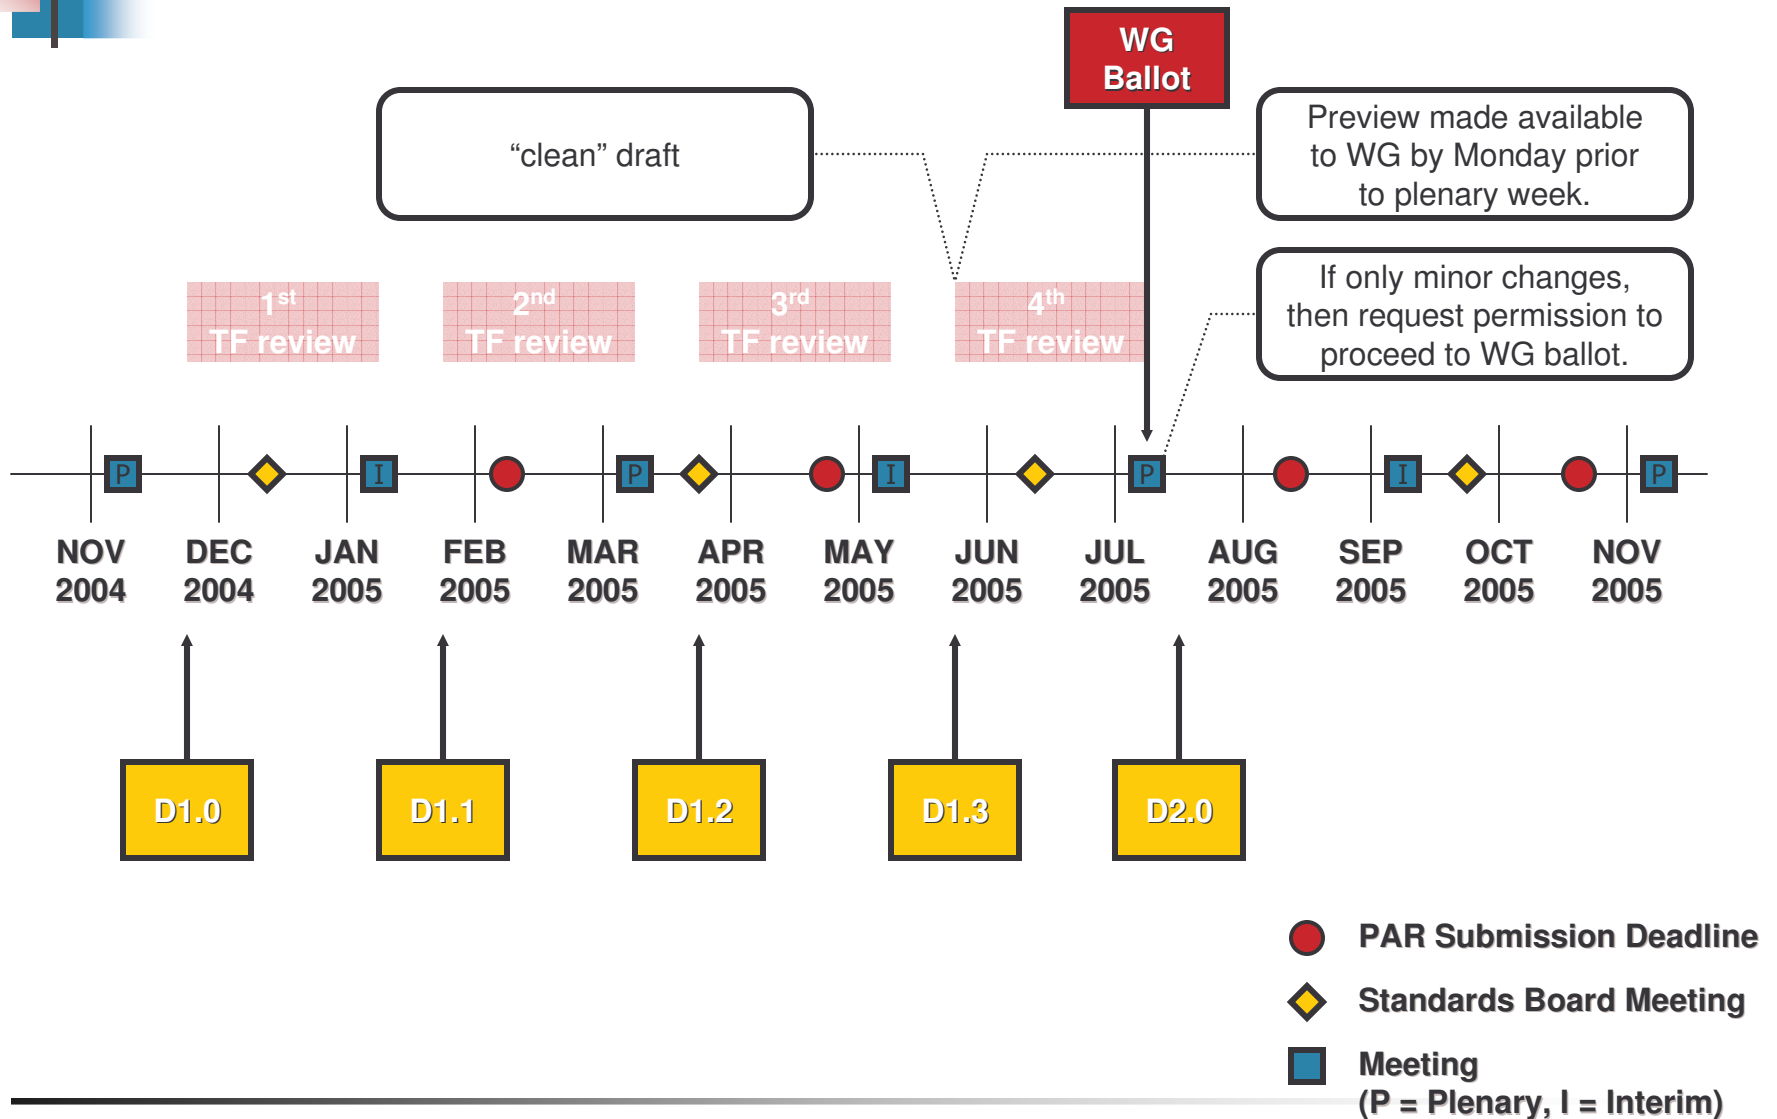 WG
Ballot
“clean” draft
Preview made available
to WG by Monday prior
to plenary week.
If only minor changes,
then request permission to
proceed to WG ballot.
1st
TF review
2nd
TF review
3rd
TF review
4th
TF review
P
I
P
I
P
I
P
NOV
2004
DEC
2004
JAN
2005
FEB
2005
MAR
2005
APR
2005
MAY
2005
JUN
2005
JUL
2005
AUG
2005
SEP
2005
OCT
2005
NOV
2005
D1.0
D1.1
D1.2
D1.3
D2.0
PAR Submission Deadline
Standards Board Meeting
Meeting
(P = Plenary, I = Interim)